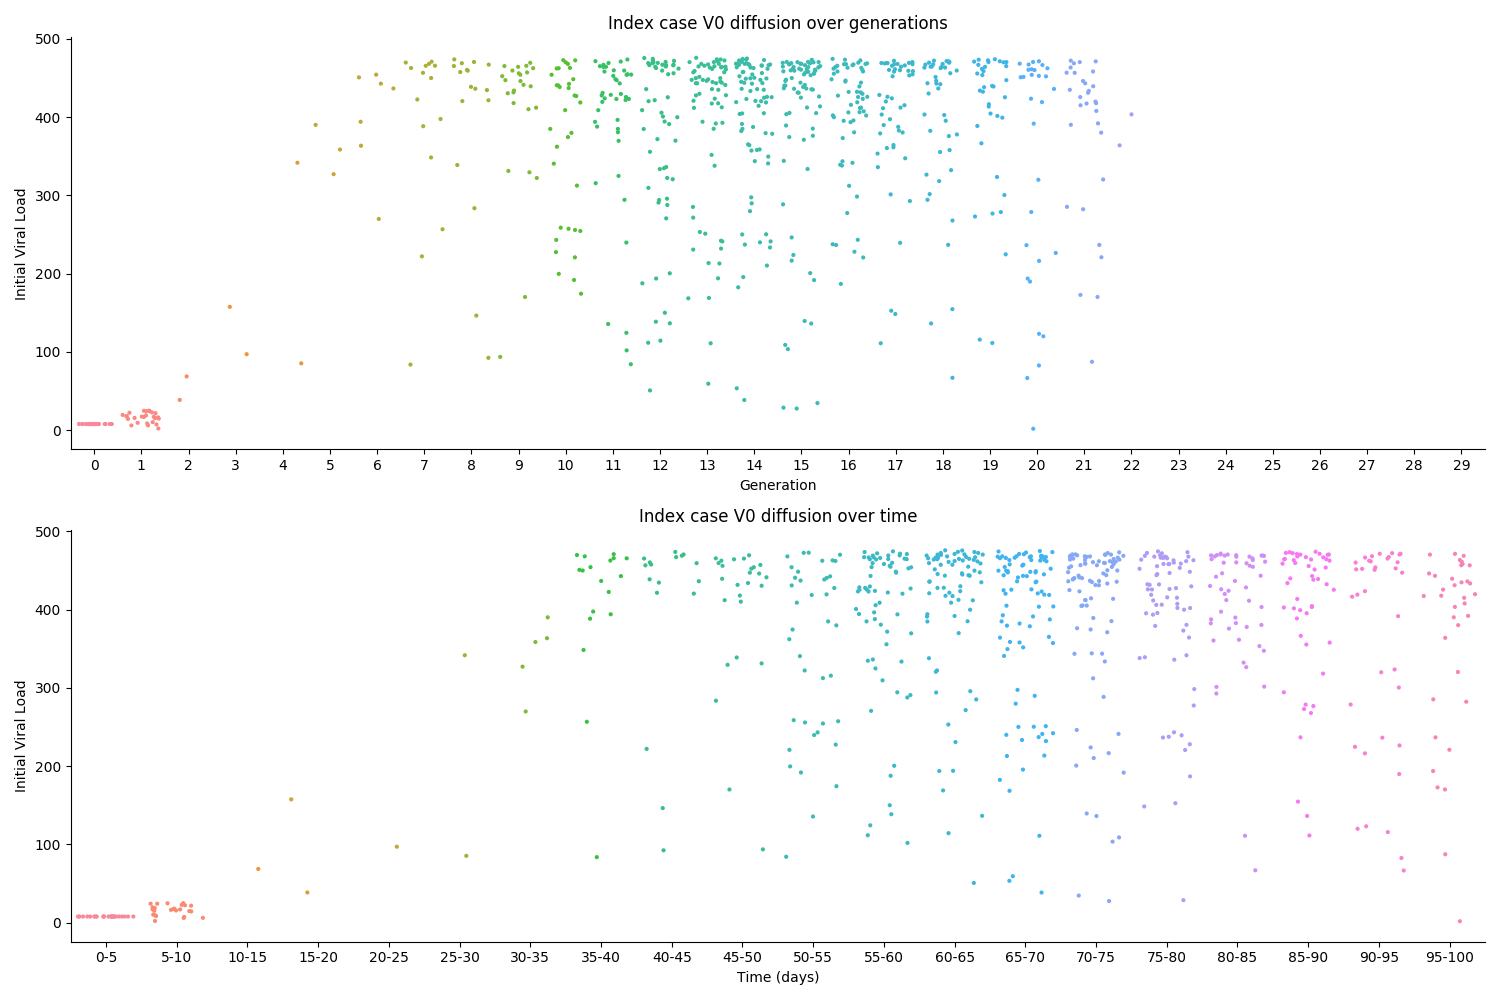 Index case V0 diffusion over generations
500
400
300
200
100
0
Initial Viral Load
0 1 2 3 4 5 6 7 8 9 10 11 12 13 14 15 16 17 18 19 20 21 22 23 24 25 26 27 28 29
Generation
Index case V0 diffusion over time
500
400
300
200
100
0
Initial Viral Load
0-5 5-10 10-15 15-20 20-25 25-30 30-35 35-40 40-45 45-50 50-55 55-60 60-65 65-70 70-75 75-80 80-85 85-90 90-95 95-100
Time (days)